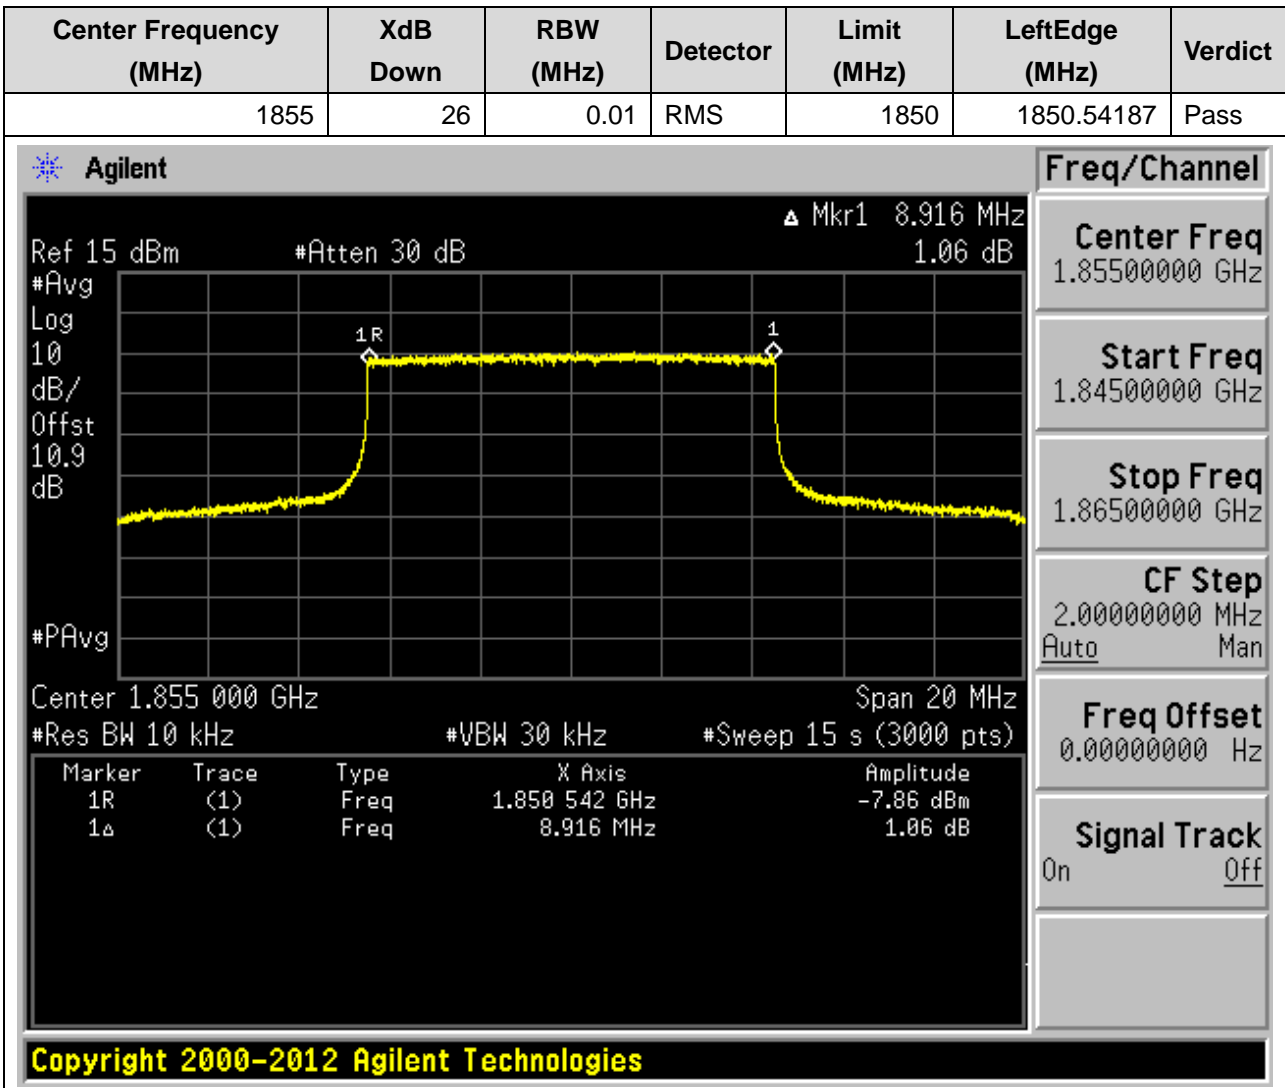 Center Frequency (MHz) XdB Down RBW (MHz) Detector Limit (MHz) LeftEdge (MHz) Verdict
1855 26 0.01 RMS 1850 1850.54187 Pass
Agilent Freq/Channel
Δ Mkr1 8.916 MHz
Ref 15 dBm #Atten 30 dB 1.06 dB
#Avg
Log
10
dB/
Offst
10.9
dB
1R
1
#PAvg
Center 1.855 000 GHz Span 20 MHz
#Res BW 10 kHz #VBW 30 kHz #Sweep 15 s (3000 pts)
Marker Trace Type X Axis Amplitude
1R (1) Freq 1.850 542 GHz -7.86 dBm
1Δ (1) Freq 8.916 MHz 1.06 dB
Center Freq
1.85500000 GHz
Start Freq
1.84500000 GHz
Stop Freq
1.86500000 GHz
CF Step
2.00000000 MHz
Auto Man
Freq Offset
0.00000000 Hz
Signal Track
On Off
Copyright 2000-2012 Agilent Technologies